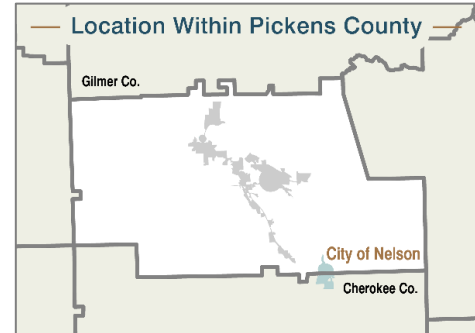 Location Within Pickens County
Gilmer Co.
City of Nelson
Cherokee Co.